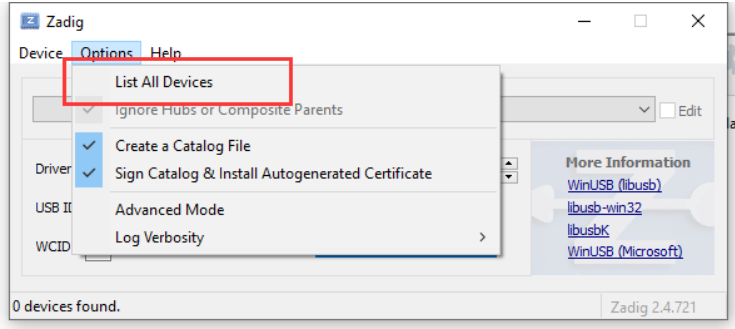 Zadig
Device Options Help
List All Devices
Ignore Hubs or Composite Parents
Edit
Create a Catalog File
Sign Catalog & Install Autogenerated Certificate
Advanced Mode
Log Verbosity
Driver
USB ID
WCID
More Information
WinUSB (libusb)
libusb-win32
libusbK
WinUSB (Microsoft)
0 devices found.
Zadig 2.4.721